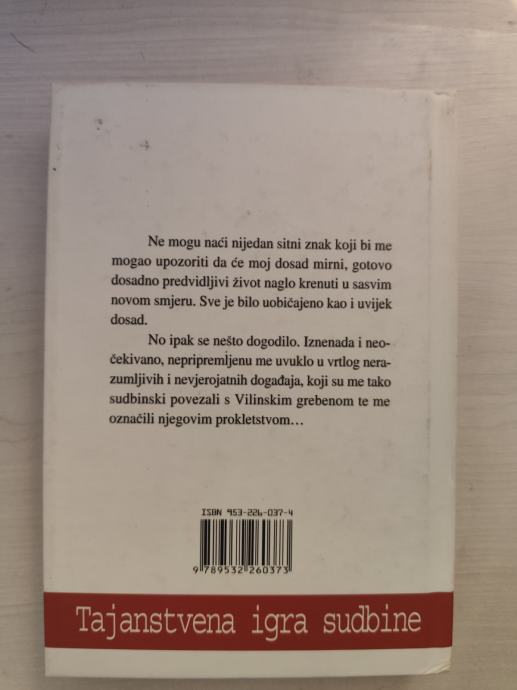 Ne mogu naći nijedan sitni znak koji bi me
mogao upozoriti da će moj dosad mirni, gotovo
dosadno predvidljivi život naglo krenuti u sasvim
novom smjeru. Sve je bilo uobičajeno kao i uvijek
dosad.
No ipak se nešto dogodilo. Iznenada i neo-
čekivano, nepripremljenu me uvuklo u vrtlog nera-
zumljivih i nevjerojatnih događaja, koji su me tako
sudbinski povezali s Vilinskim grebenom te me
označili njegovim prokletstvom…
ISBN 953-226-037-4
9 789532 260373
Tajanstvena igra sudbine